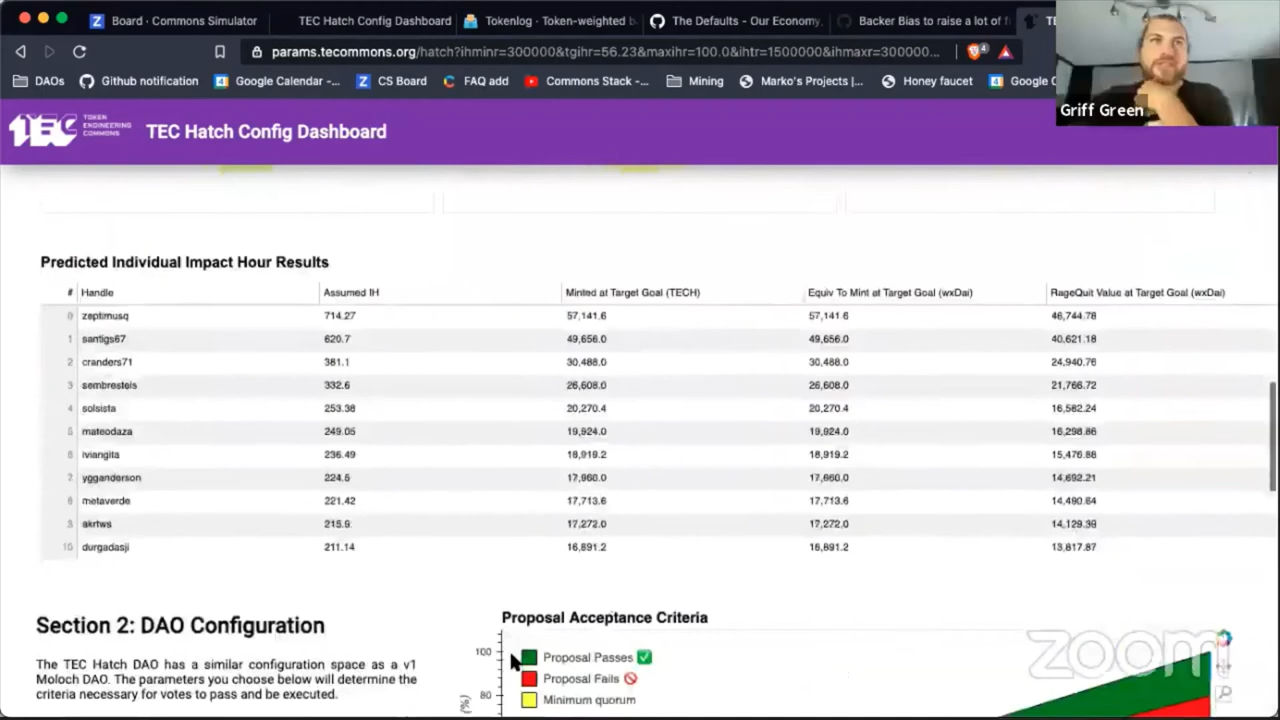 Board · Commons Simulator
TEC Hatch Config Dashboard
Tokenlog · Token-weighted b
The Defaults - Our Economy.
Backer Bias to raise a lot of f
TE
params.tecommons.org/hatch?ihminr=300000&tgihr=56.23&maxihr=100.0&ihtr=1500000&ihmaxr=300000...
4
DAOs
Github notification
Google Calendar -...
CS Board
FAQ add
Commons Stack -...
Mining
Marko's Projects |...
Honey faucet
Google C
Griff Green
TEC
TOKEN
ENGINEERING
COMMONS
TEC Hatch Config Dashboard
Predicted Individual Impact Hour Results
# Handle Assumed IH Minted at Target Goal (TECH) Equiv To Mint at Target Goal (wxDai) RageQuit Value at Target Goal (wxDai)
0 zeptimusq 714.27 57,141.6 57,141.6 46,744.78
1 santigs67 620.7 49,656.0 49,656.0 40,621.18
2 cranders71 381.1 30,488.0 30,488.0 24,940.76
3 sembrestels 332.6 26,608.0 26,608.0 21,766.72
4 solsista 253.38 20,270.4 20,270.4 16,582.24
5 mateodaza 249.05 19,924.0 19,924.0 16,298.86
6 iviangita 236.49 18,919.2 18,919.2 15,476.88
7 ygganderson 224.5 17,960.0 17,960.0 14,692.21
8 metaverde 221.42 17,713.6 17,713.6 14,490.64
9 akrtws 215.9 17,272.0 17,272.0 14,129.39
10 durgadasji 211.14 16,891.2 16,891.2 13,817.87
Section 2: DAO Configuration
The TEC Hatch DAO has a similar configuration space as a v1
Moloch DAO. The parameters you choose below will determine the
criteria necessary for votes to pass and be executed.
Proposal Acceptance Criteria
100
80
(%)
Proposal Passes
Proposal Fails
Minimum quorum
zoom